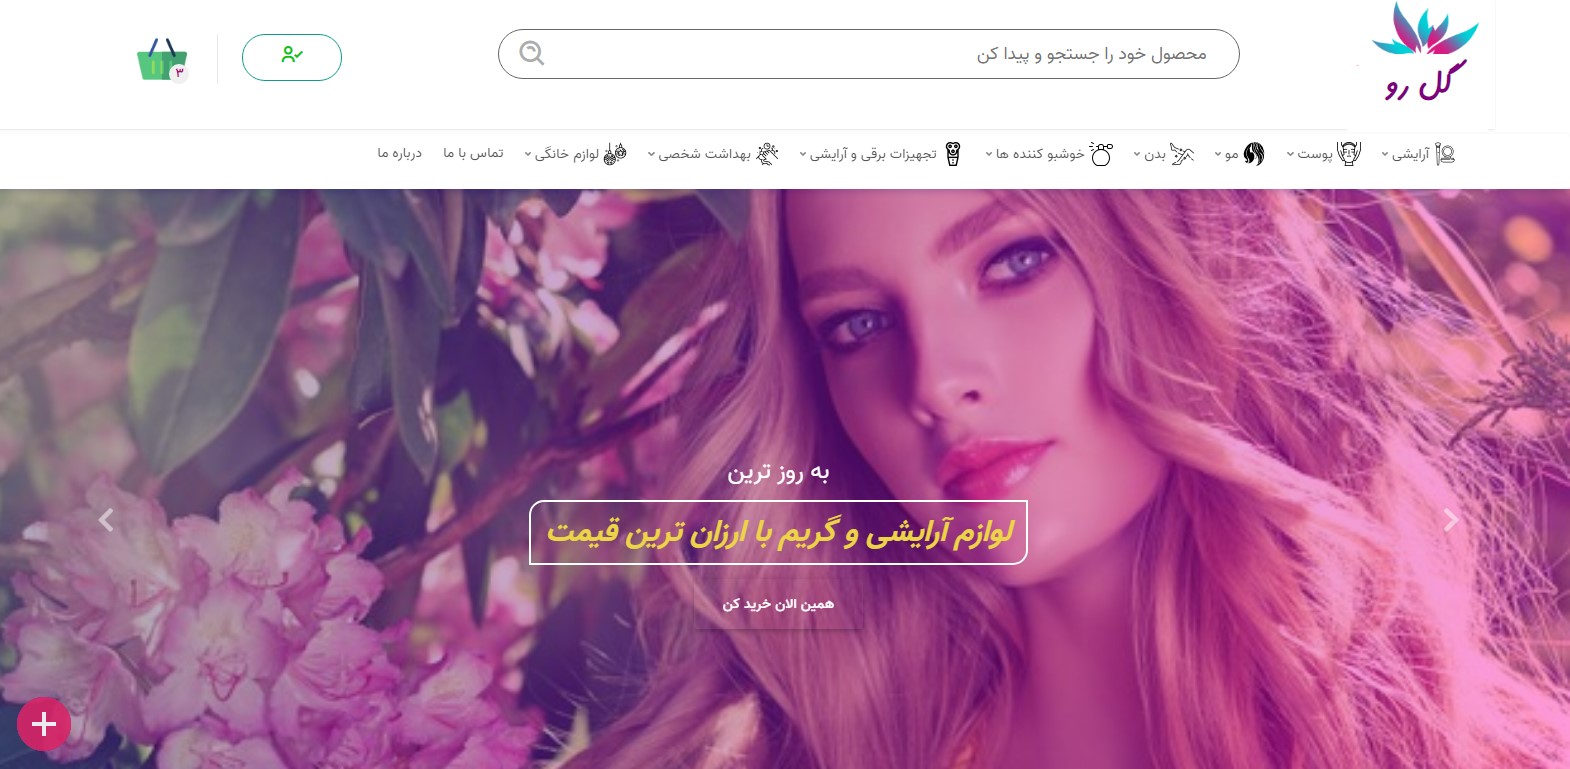 گل رو
محصول خود را جستجو و پیدا کن
۳
آرایشی پوست مو بدن خوشبو کننده ها تجهیزات برقی و آرایشی بهداشت شخصی لوازم خانگی تماس با ما درباره ما
به روز ترین
لوازم آرایشی و گریم با ارزان ترین قیمت
همین الان خرید کن